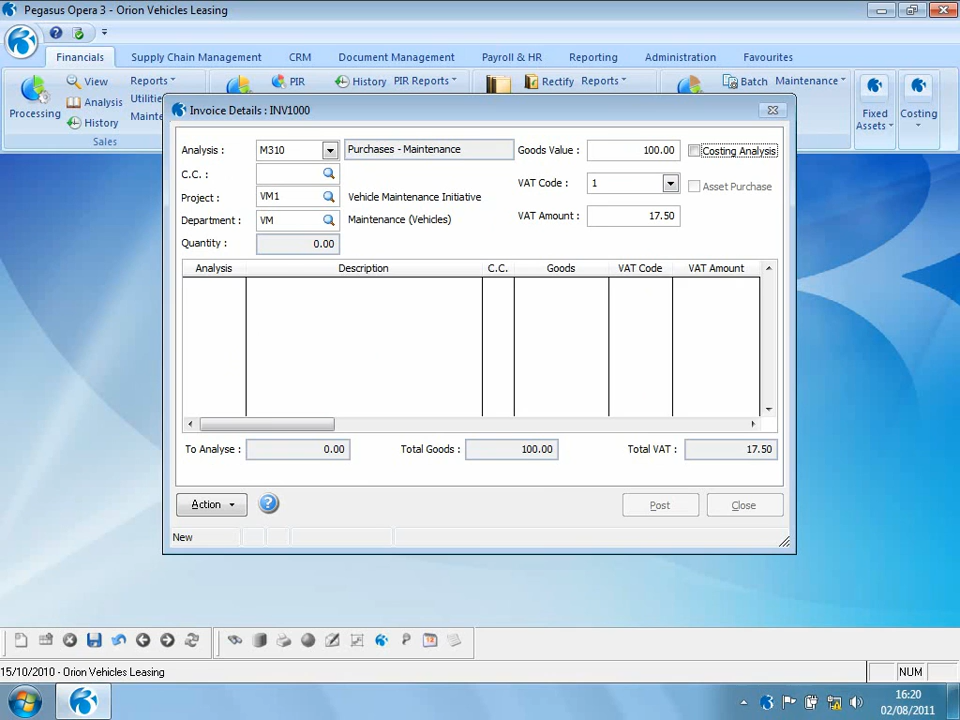 Pegasus Opera 3 - Orion Vehicles Leasing
Financials Supply Chain Management CRM Document Management Payroll & HR Reporting Administration Favourites
Processing View Reports PIR History PIR Reports Rectify Reports Batch Maintenance Fixed Assets Costing
Analysis Utilitie
History Mainte
Sales
Invoice Details : INV1000
Analysis : M310 Purchases - Maintenance Goods Value : 100.00 Costing Analysis
C.C. : VAT Code : 1 Asset Purchase
Project : VM1 Vehicle Maintenance Initiative
Department : VM Maintenance (Vehicles) VAT Amount : 17.50
Quantity : 0.00
Analysis Description C.C. Goods VAT Code VAT Amount
To Analyse : 0.00 Total Goods : 100.00 Total VAT : 17.50
Action ? Post Close
New
15/10/2010 - Orion Vehicles Leasing NUM
16:20
02/08/2011